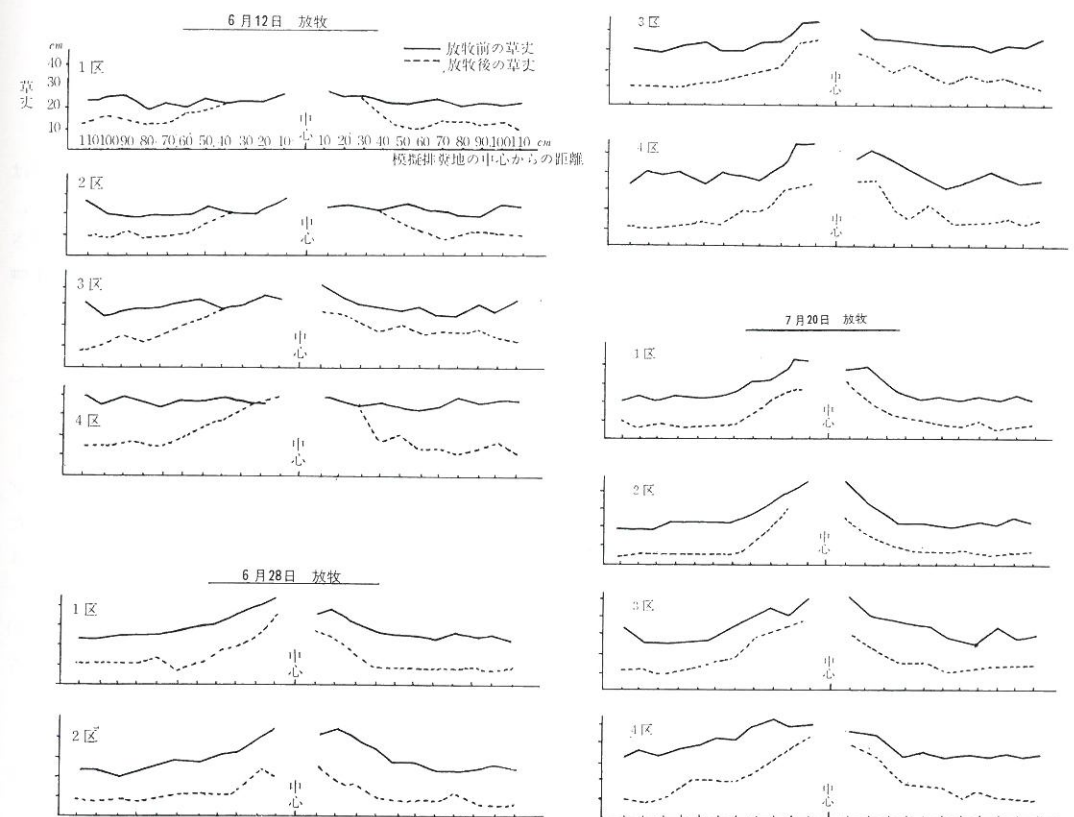 6月12日 放牧
cm
放牧前の草丈
放牧後の草丈
草丈
40
30
20
10
1区
中心
110 100 90 80 70 60 50 40 30 20 10 10 20 30 40 50 60 70 80 90 100 110 cm
模擬排糞地の中心からの距離
2区
中心
3区
中心
4区
中心
6月28日 放牧
1区
中心
2区
中心
3区
中心
4区
中心
7月20日 放牧
1区
中心
2区
中心
3区
中心
4区
中心